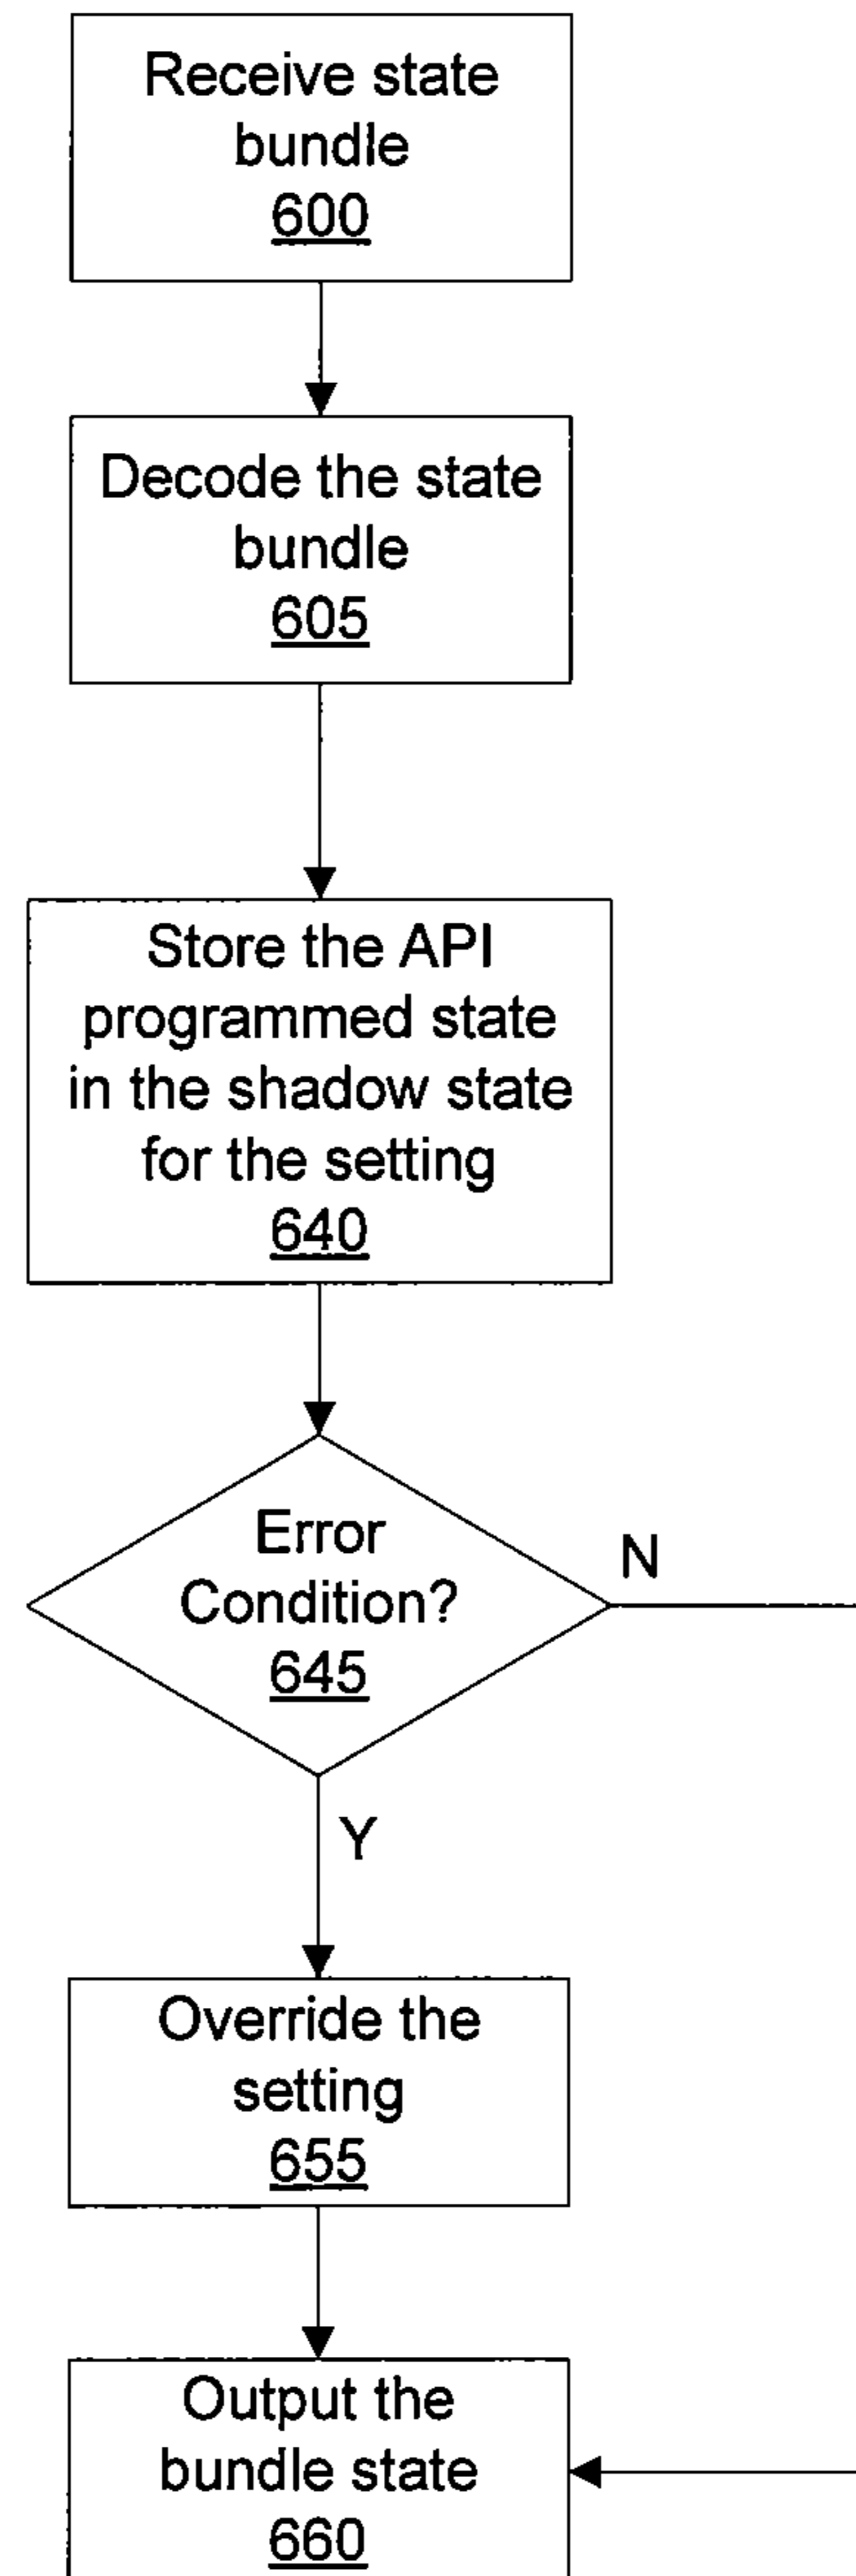 Receive state
bundle
600
Decode the state
bundle
605
Store the API
programmed state
in the shadow state
for the setting
640
Error
Condition?
645
N
Y
Override the
setting
655
Output the
bundle state
660